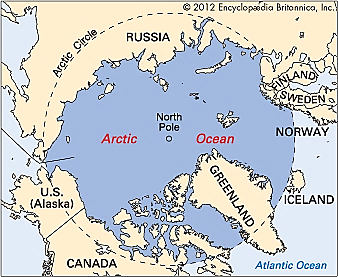 © 2012 Encyclopædia Britannica, Inc.
RUSSIA
Arctic Circle
FINLAND
SWEDEN
North
Pole
NORWAY
Arctic
Ocean
U.S.
(Alaska)
GREENLAND
ICELAND
CANADA
Atlantic Ocean